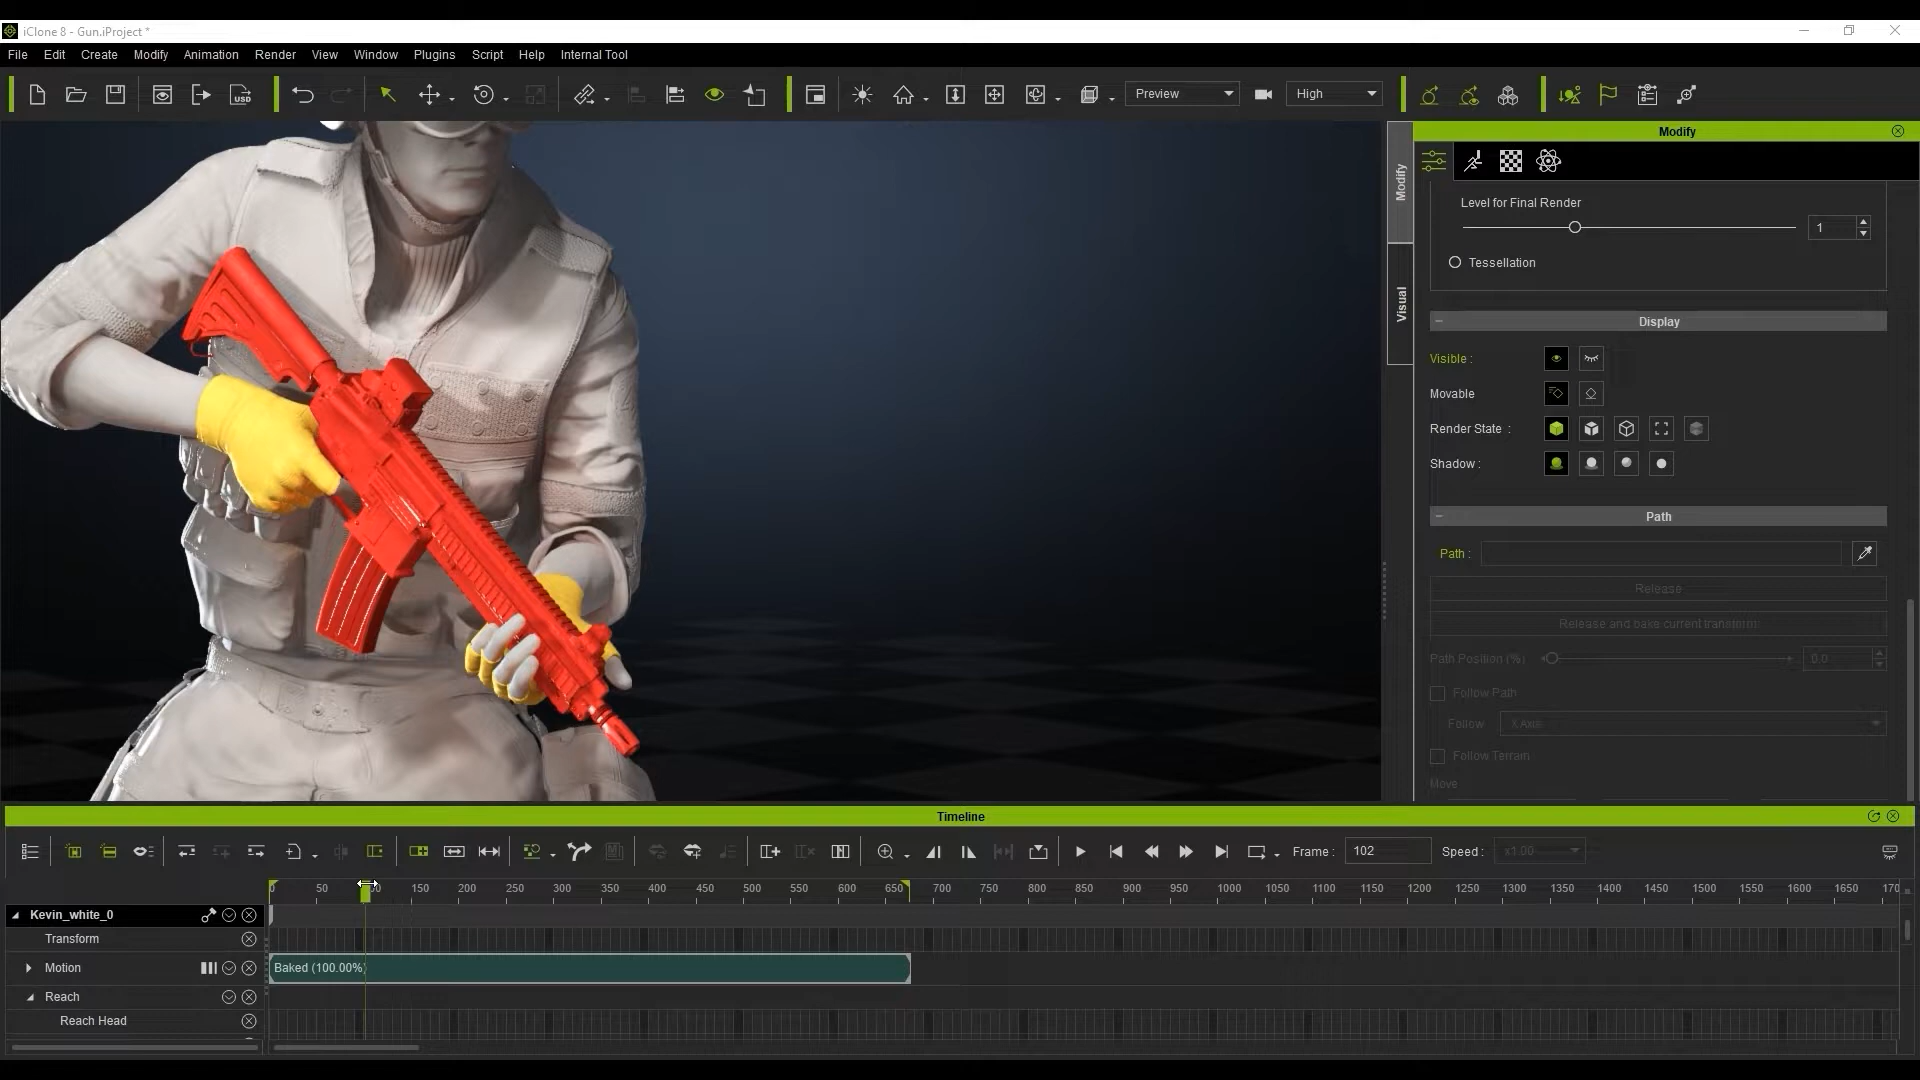 iClone 8 - Gun.iProject *
File Edit Create Modify Animation Render View Window Plugins Script Help Internal Tool
USD
Preview
High
Modify
Modify
Visual
Level for Final Render
1
Tessellation
Display
Visible :
Movable
Render State :
Shadow :
Path
Path :
Release
Release and bake current transform
Path Position (%)
0.0
Follow Path
Follow
X Axis
Follow Terrain
Move
Timeline
Frame : 102 Speed : x1.00
0 50 100 150 200 250 300 350 400 450 500 550 600 650 700 750 800 850 900 950 1000 1050 1100 1150 1200 1250 1300 1350 1400 1450 1500 1550 1600 1650
Kevin_white_0
Transform
Motion
Baked (100.00%)
Reach
Reach Head